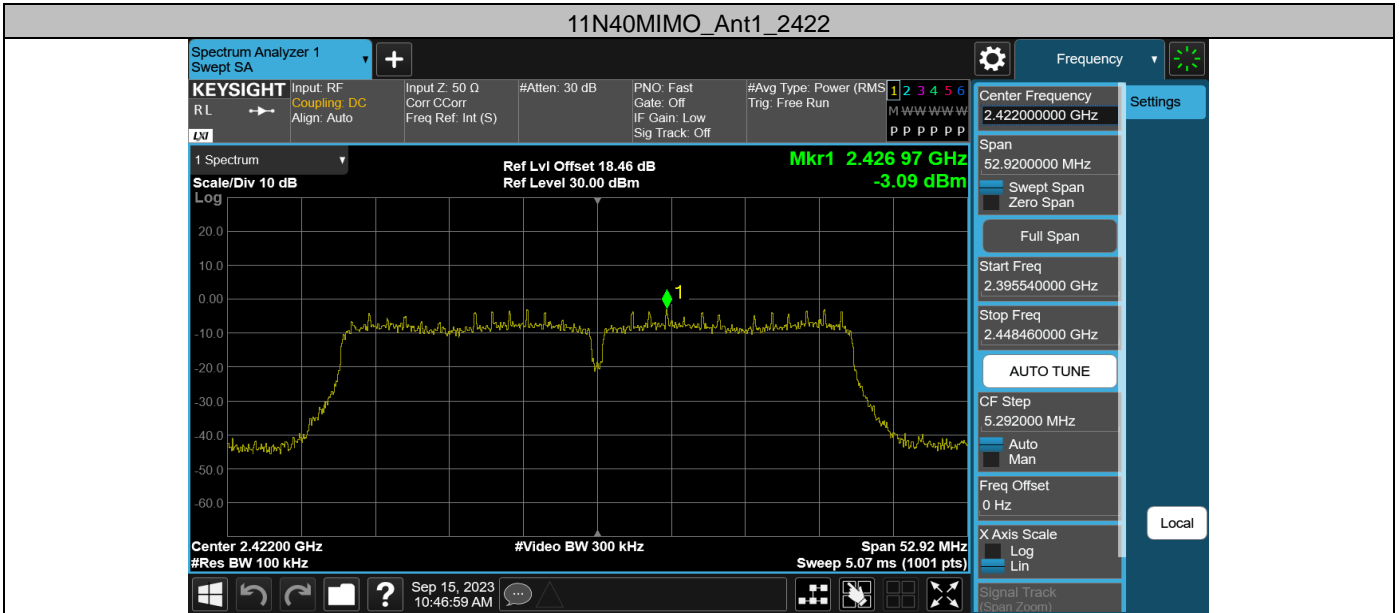 11N40MIMO_Ant1_2422
Spectrum Analyzer 1
Swept SA
+
Frequency
KEYSIGHT
R L
LXI
Input: RF
Coupling: DC
Align: Auto
Input Z: 50 Ω
Corr CCorr
Freq Ref: Int (S)
#Atten: 30 dB
PNO: Fast
Gate: Off
IF Gain: Low
Sig Track: Off
#Avg Type: Power (RMS
Trig: Free Run
1 2 3 4 5 6
M W W W W W
P P P P P P
1 Spectrum
Scale/Div 10 dB
Log
Ref Lvl Offset 18.46 dB
Ref Level 30.00 dBm
Mkr1 2.426 97 GHz
-3.09 dBm
20.0
10.0
0.00
-10.0
-20.0
-30.0
-40.0
-50.0
-60.0
1
Center 2.42200 GHz
#Res BW 100 kHz
#Video BW 300 kHz
Span 52.92 MHz
Sweep 5.07 ms (1001 pts)
Center Frequency
2.422000000 GHz
Span
52.9200000 MHz
Swept Span
Zero Span
Full Span
Start Freq
2.395540000 GHz
Stop Freq
2.448460000 GHz
AUTO TUNE
CF Step
5.292000 MHz
Auto
Man
Freq Offset
0 Hz
X Axis Scale
Log
Lin
Signal Track
(Span Zoom)
Settings
Local
?
Sep 15, 2023
10:46:59 AM